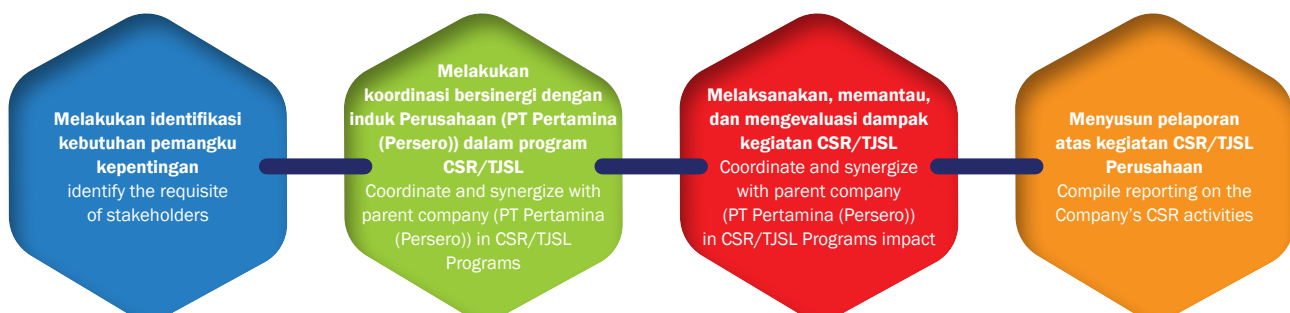 Melakukan identifikasi
kebutuhan pemangku
kepentingan
identify the requisite
of stakeholders
Melakukan
koordinasi bersinergi dengan
induk Perusahaan (PT Pertamina
(Persero)) dalam program
CSR/TJSL
Coordinate and synergize with
parent company (PT Pertamina
(Persero)) in CSR/TJSL
Programs
Melaksanakan, memantau,
dan mengevaluasi dampak
kegiatan CSR/TJSL
Coordinate and synergize
with parent company
(PT Pertamina (Persero))
in CSR/TJSL Programs impact
Menyusun pelaporan
atas kegiatan CSR/TJSL
Perusahaan
Compile reporting on the
Company’s CSR activities